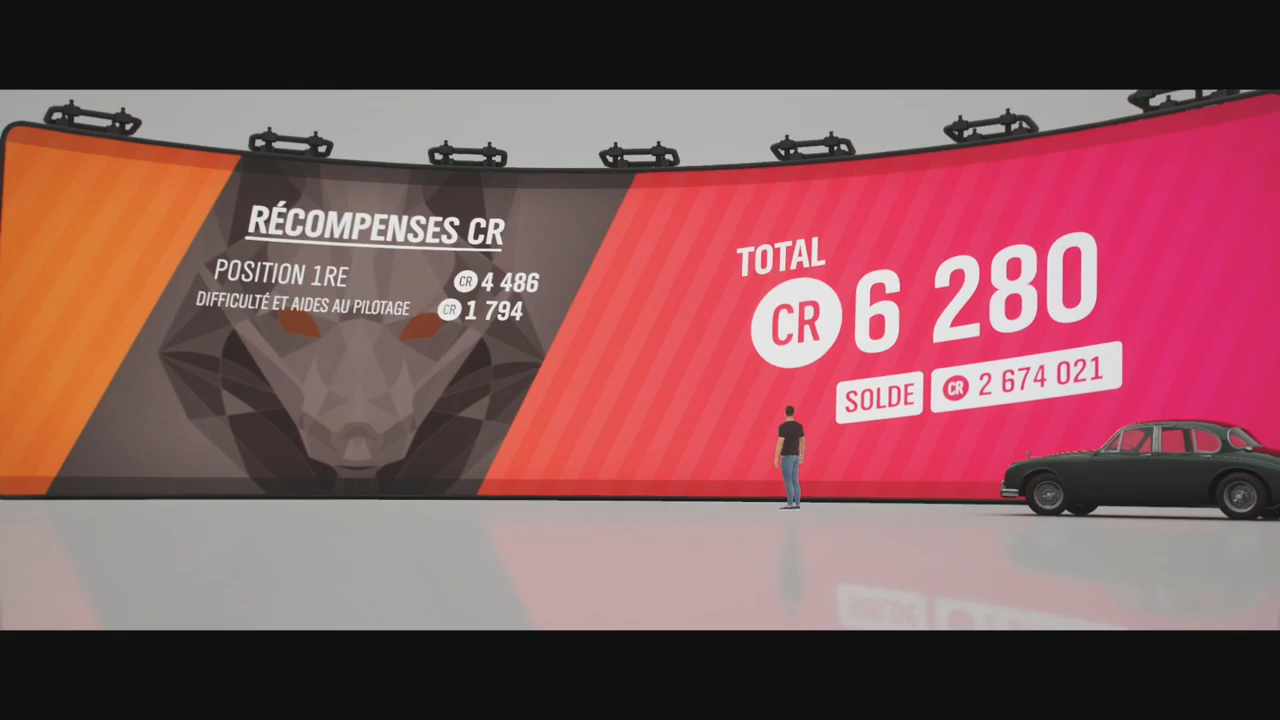 RÉCOMPENSES CR
POSITION 1RE CR 4 486
DIFFICULTÉ ET AIDES AU PILOTAGE CR 1 794
TOTAL
CR 6 280
SOLDE CR 2 674 021